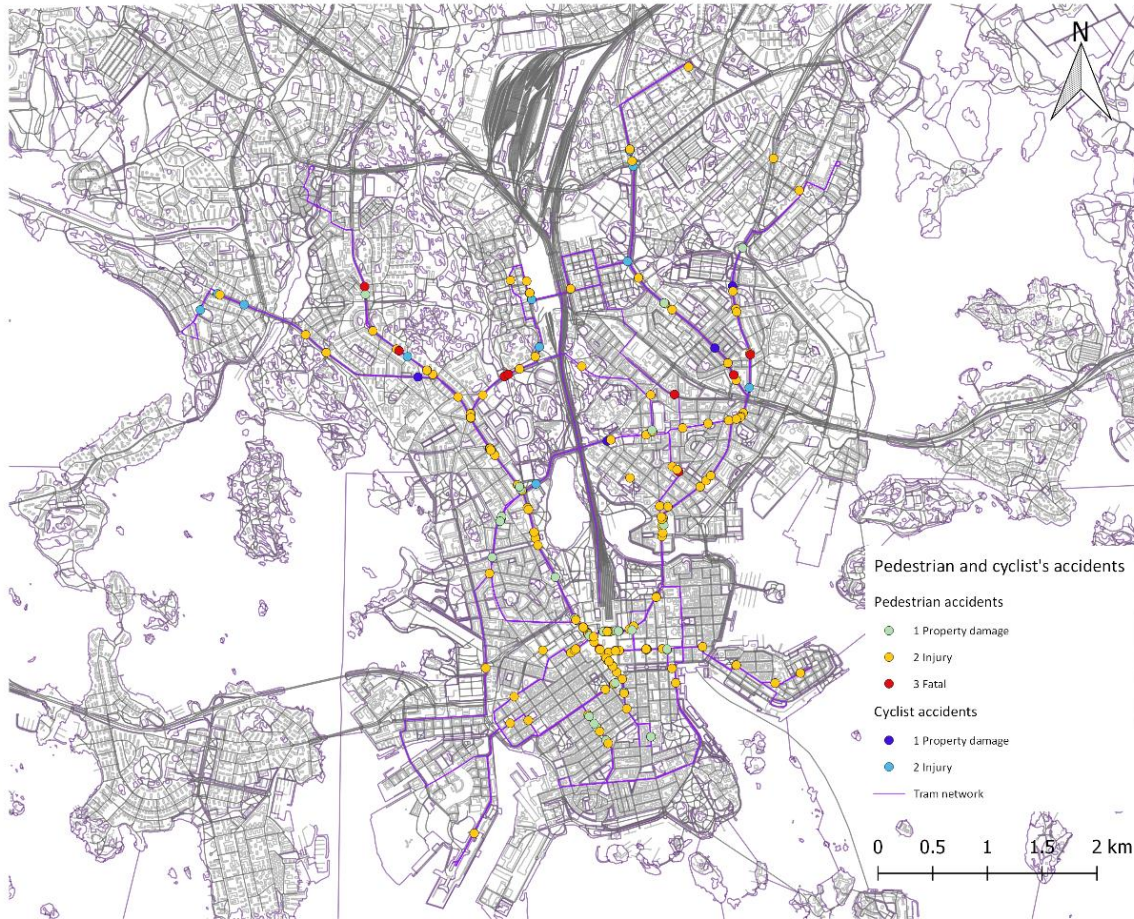 N
Pedestrian and cyclist's accidents
Pedestrian accidents
1 Property damage
2 Injury
3 Fatal
Cyclist accidents
1 Property damage
2 Injury
Tram network
0 0.5 1 1.5 2 km